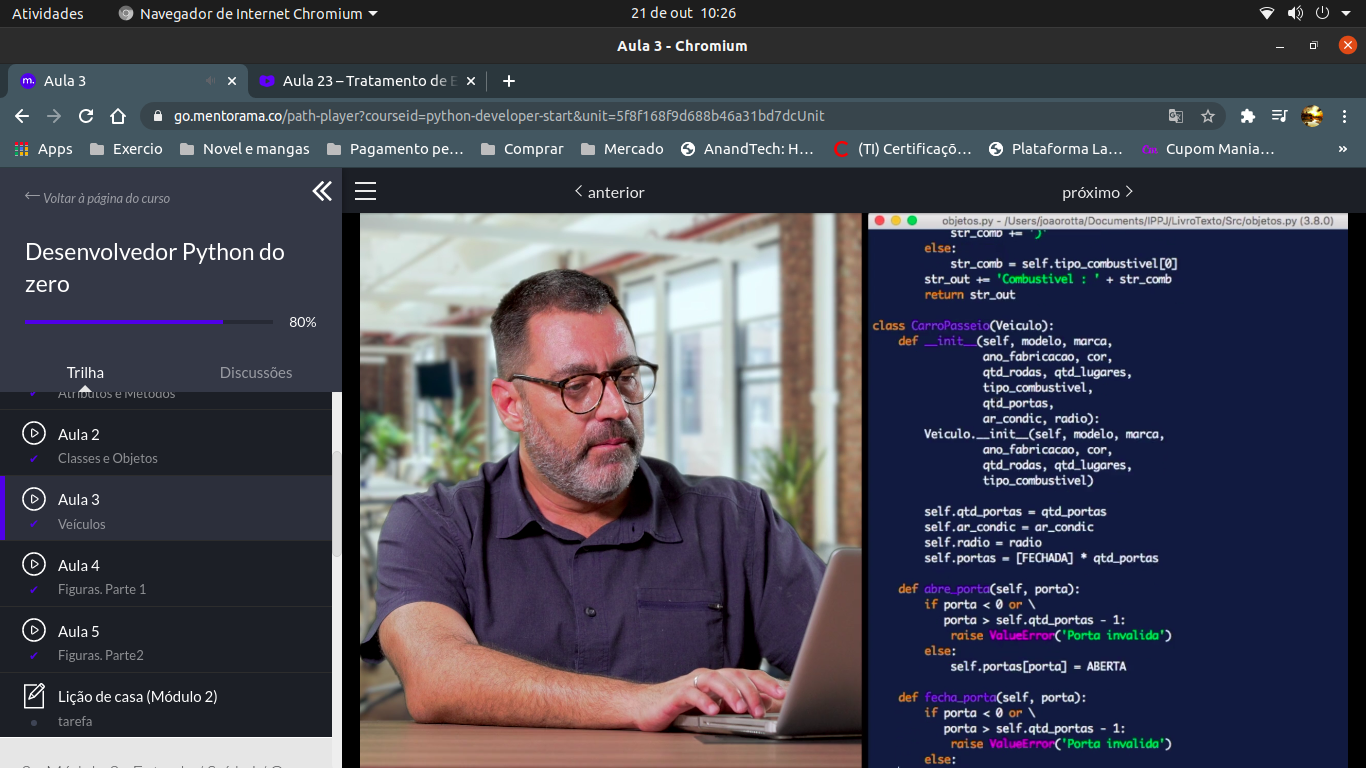 Atividades
Navegador de Internet Chromium
21 de out 10:26
Aula 3 - Chromium
m. Aula 3
Aula 23 – Tratamento de E
go.mentorama.co/path-player?courseid=python-developer-start&unit=5f8f168f9d688b46a31bd7dcUnit
Apps
Exercio
Novel e mangas
Pagamento pe…
Comprar
Mercado
AnandTech: H…
(TI) Certificaçõ…
Plataforma La…
Cupom Mania…
»
Voltar à página do curso
anterior
próximo
Desenvolvedor Python do
zero
80%
Trilha
Discussões
Atributos e Métodos
Aula 2
Classes e Objetos
Aula 3
Veículos
Aula 4
Figuras. Parte 1
Aula 5
Figuras. Parte2
Lição de casa (Módulo 2)
tarefa
objetos.py - /Users/joaorotta/Documents/IPPJ/LivroTexto/Src/objetos.py (3.8.0)
str_comb += ')'
else:
str_comb = self.tipo_combustivel[0]
str_out += 'Combustivel : ' + str_comb
return str_out
class CarroPasseio(Veiculo):
def __init__(self, modelo, marca,
ano_fabricacao, cor,
qtd_rodas, qtd_lugares,
tipo_combustivel,
qtd_portas,
ar_condic, radio):
Veiculo.__init__(self, modelo, marca,
ano_fabricacao, cor,
qtd_rodas, qtd_lugares,
tipo_combustivel)
self.qtd_portas = qtd_portas
self.ar_condic = ar_condic
self.radio = radio
self.portas = [FECHADA] * qtd_portas
def abre_porta(self, porta):
if porta < 0 or \
porta > self.qtd_portas - 1:
raise ValueError('Porta invalida')
else:
self.portas[porta] = ABERTA
def fecha_porta(self, porta):
if porta < 0 or \
porta > self.qtd_portas - 1:
raise ValueError('Porta invalida')
else: